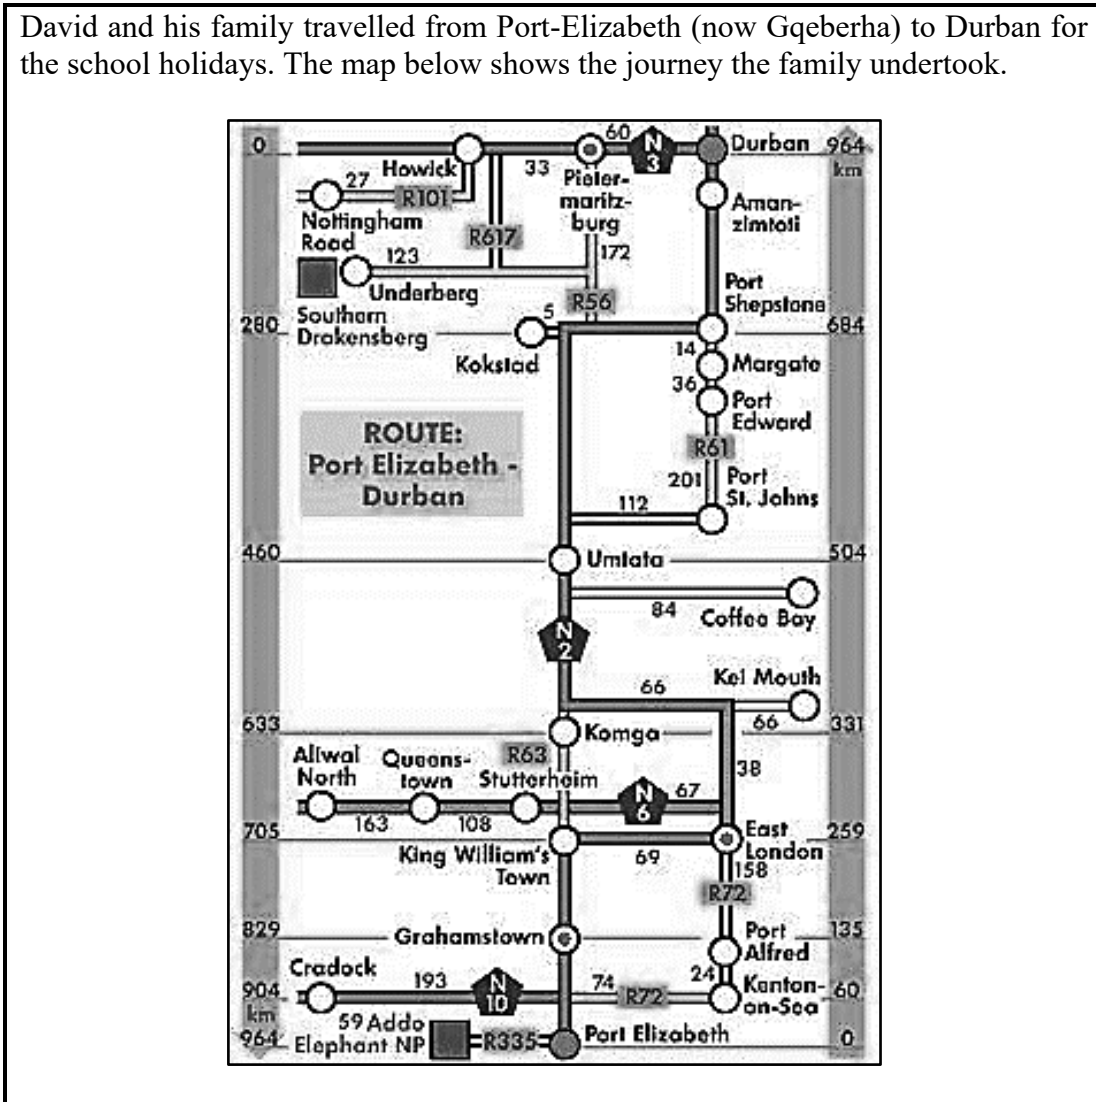 David and his family travelled from Port-Elizabeth (now Gqeberha) to Durban for
the school holidays. The map below shows the journey the family undertook.
0
60
N
3
Durban
964
km
Howick
33
Pieter-
maritz-
burg
27
R101
Aman-
zimtoti
Nottingham
Road
R617
172
123
Underberg
Port
Shepstone
R56
5
Southern
Drakensberg
280
684
Kokstad
14
Margate
36
Port
Edward
ROUTE:
Port Elizabeth -
Durban
R61
201
Port
St. Johns
112
460
Umtata
504
84
Coffee Bay
N
2
Kei Mouth
66
66
633
Komga
331
Aliwal
North
Queens-
town
R63
Stutterheim
38
N
6
67
163
108
705
East
London
259
King William's
Town
69
158
R72
829
Grahamstown
Port
Alfred
135
Cradock
193
N
10
74
R72
24
Kenton-
on-Sea
904
km
60
59 Addo
Elephant NP
R335
Port Elizabeth
964
0